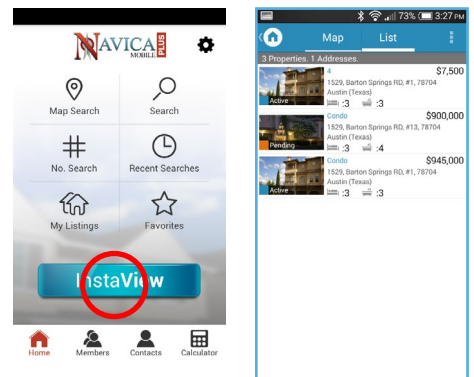 NAVICA PLUS
MOBILE
Map Search Search
No. Search Recent Searches
My Listings Favorites
InstaView
Home Members Contacts Calculator
73% 3:27 PM
Map List
3 Properties. 1 Addresses.
4 $7,500
1529, Barton Springs RD, #1, 78704
Austin (Texas)
Active :3 :3
Condo $900,000
1529, Barton Springs RD, #13, 78704
Austin (Texas)
Pending :3 :4
Condo $945,000
1529, Barton Springs RD, #1, 78704
Austin (Texas)
Active :3 :3